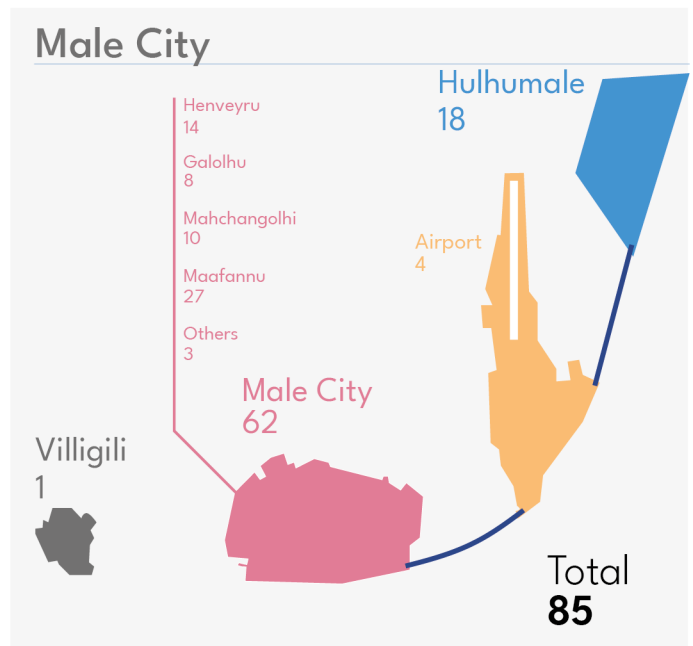 Male City
Hulhumale
18
Henveyru
14
Galolhu
8
Mahchangolhi
10
Airport
4
Maafannu
27
Others
3
Male City
62
Villigili
1
Total
85